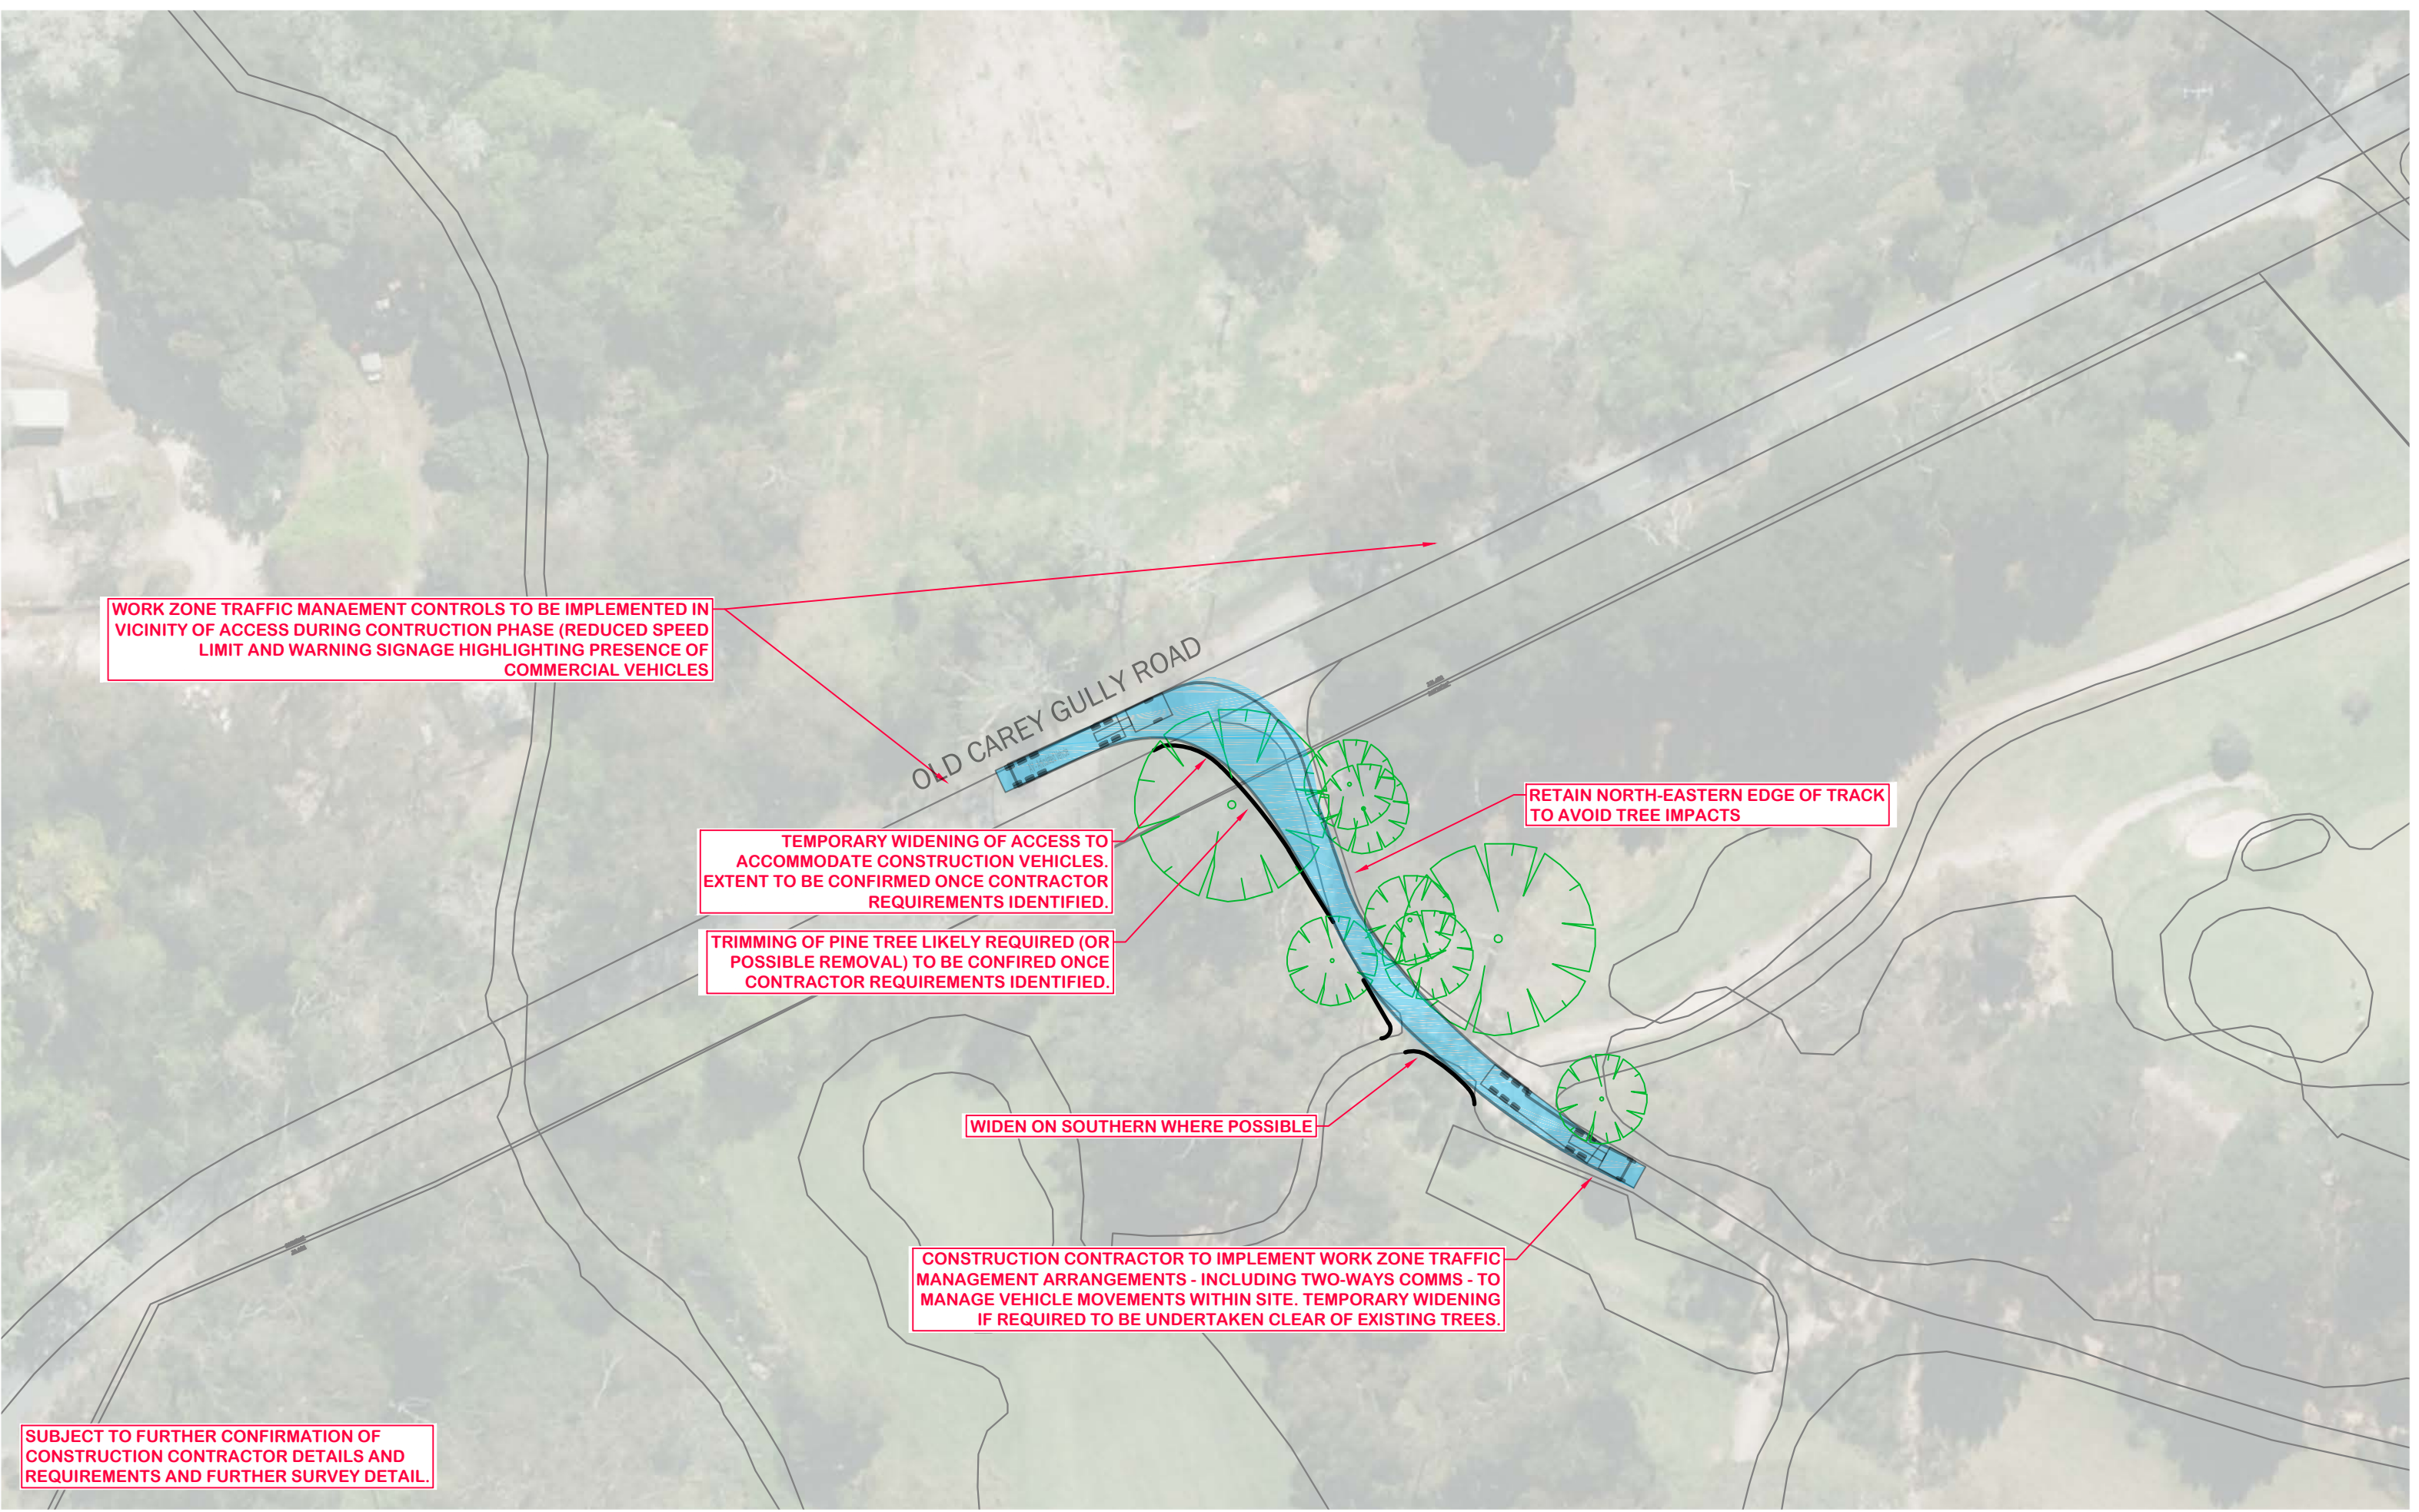 WORK ZONE TRAFFIC MANAEMENT CONTROLS TO BE IMPLEMENTED IN
VICINITY OF ACCESS DURING CONTRUCTION PHASE (REDUCED SPEED
LIMIT AND WARNING SIGNAGE HIGHLIGHTING PRESENCE OF
COMMERCIAL VEHICLES
OLD CAREY GULLY ROAD
RETAIN NORTH-EASTERN EDGE OF TRACK
TO AVOID TREE IMPACTS
TEMPORARY WIDENING OF ACCESS TO
ACCOMMODATE CONSTRUCTION VEHICLES.
EXTENT TO BE CONFIRMED ONCE CONTRACTOR
REQUIREMENTS IDENTIFIED.
TRIMMING OF PINE TREE LIKELY REQUIRED (OR
POSSIBLE REMOVAL) TO BE CONFIRED ONCE
CONTRACTOR REQUIREMENTS IDENTIFIED.
WIDEN ON SOUTHERN WHERE POSSIBLE
CONSTRUCTION CONTRACTOR TO IMPLEMENT WORK ZONE TRAFFIC
MANAGEMENT ARRANGEMENTS - INCLUDING TWO-WAYS COMMS - TO
MANAGE VEHICLE MOVEMENTS WITHIN SITE. TEMPORARY WIDENING
IF REQUIRED TO BE UNDERTAKEN CLEAR OF EXISTING TREES.
SUBJECT TO FURTHER CONFIRMATION OF
CONSTRUCTION CONTRACTOR DETAILS AND
REQUIREMENTS AND FURTHER SURVEY DETAIL.